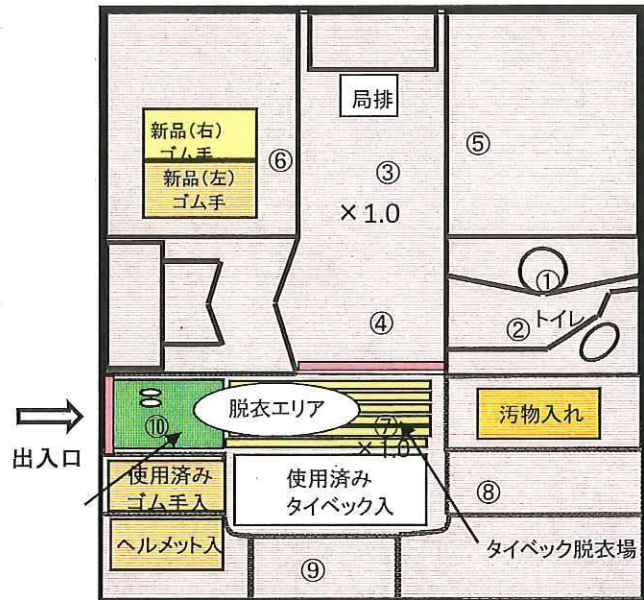 局排
新品(右)
ゴム手
新品(左)
ゴム手
⑥
③
×1.0
⑤
④
①
②
トイレ
⑩
脱衣エリア
⑦
×1.0
汚物入れ
出入口
使用済み
ゴム手入
使用済み
タイベック入
⑧
ヘルメット入
⑨
タイベック脱衣場